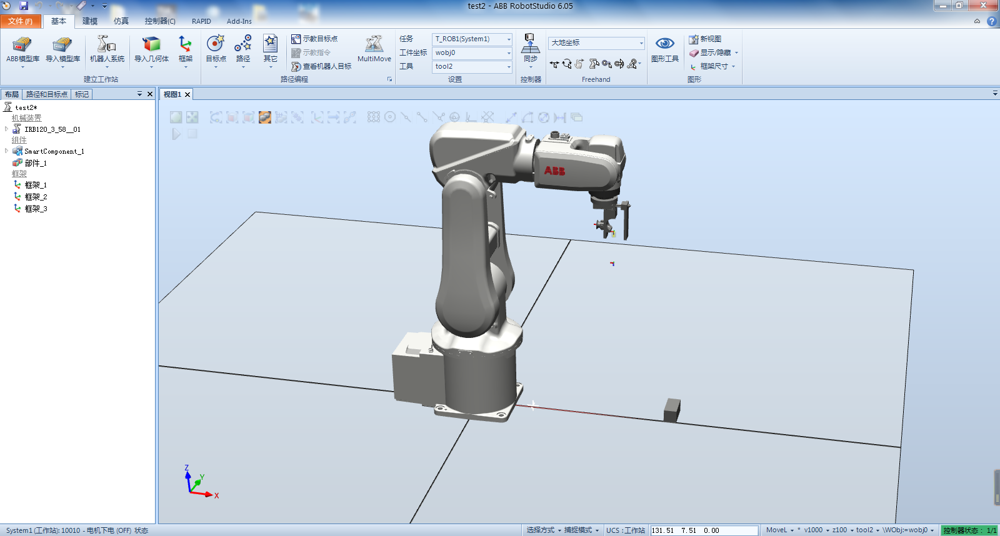 test2 - ABB RobotStudio 6.05
文件(F) 基本 建模 仿真 控制器(C) RAPID Add-Ins
ABB模型库 导入模型库 机器人系统 导入几何体 框架
建立工作站
目标点 路径 其它
示教目标点
示教指令
查看机器人目标
MultiMove
路径编程
任务 T_ROB1(System1)
工件坐标 wobj0
工具 tool2
设置
同步
控制器
大地坐标
Freehand
图形工具
新视图
显示/隐藏
框架尺寸
图形
布局 路径和目标点 标记
视图1
test2*
机械装置
IRB120_3_58__01
组件
SmartComponent_1
部件_1
框架
框架_1
框架_2
框架_3
ABB
Z
Y
X
System1 (工作站): 10010 - 电机下电 (OFF) 状态
选择方式 捕捉模式 UCS : 工作站 131.51 7.51 0.00 MoveL * v1000 z100 tool2 \WObj:=wobj0 控制器状态: 1/1